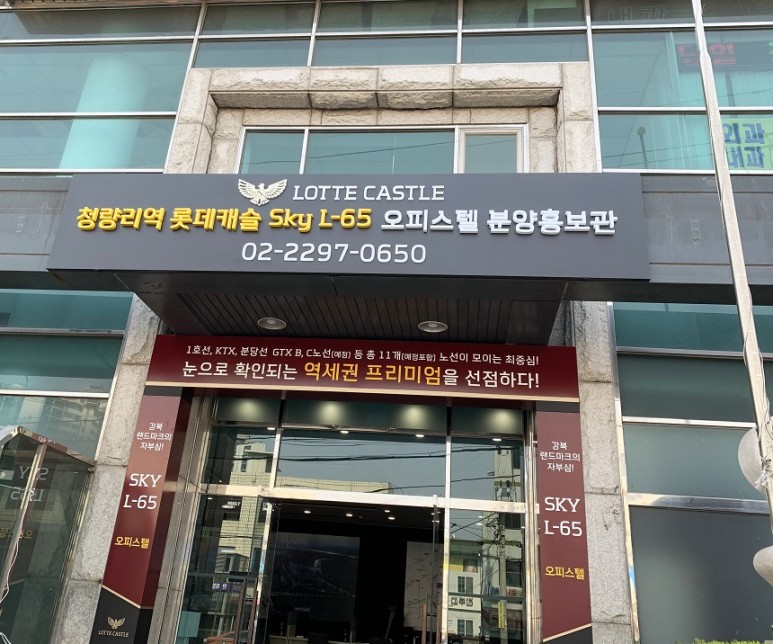 LOTTE CASTLE
청량리역 롯데캐슬 Sky L-65 오피스텔 분양홍보관
02-2297-0650
1호선, KTX, 분당선 GTX B, C노선(예정) 등 총 11개(예정포함) 노선이 모이는 최중심!
눈으로 확인되는 역세권 프리미엄을 선점하다!
강북
랜드마크의
자부심!
SKY
L-65
오피스텔
LOTTE CASTLE
강북
랜드마크의
자부심!
SKY
L-65
오피스텔
외과
내과